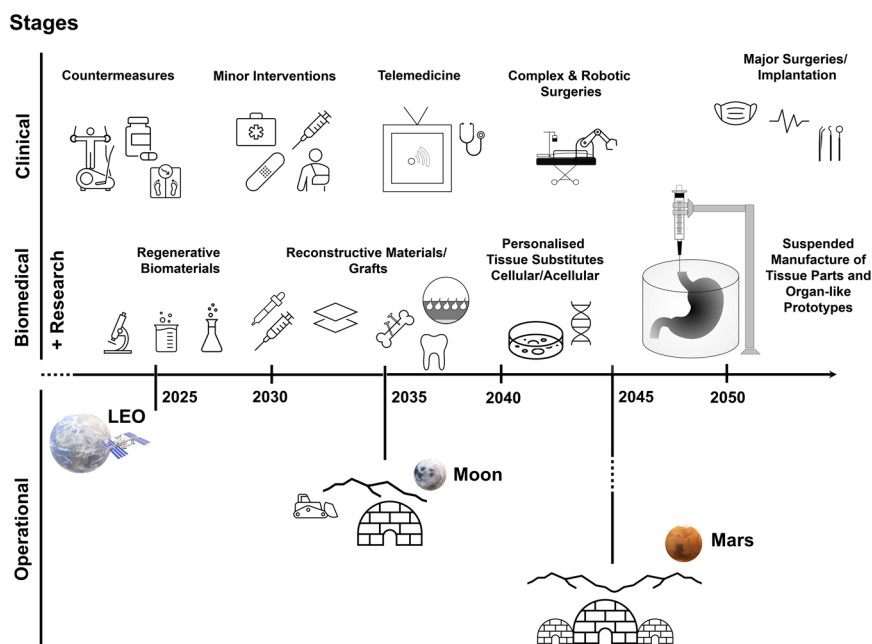 Stages
Clinical
Countermeasures
Minor Interventions
Telemedicine
Complex & Robotic
Surgeries
Major Surgeries/
Implantation
Biomedical
+ Research
Regenerative
Biomaterials
Reconstructive Materials/
Grafts
Personalised
Tissue Substitutes
Cellular/Acellular
Suspended
Manufacture of
Tissue Parts and
Organ-like
Prototypes
2025
2030
2035
2040
2045
2050
Operational
LEO
Moon
Mars